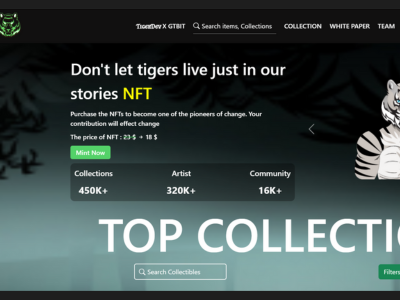 TigerDev X GTBIT
Search items, Collections
COLLECTION
WHITE PAPER
TEAM
Don't let tigers live just in our
stories NFT
Purchase the NFTs to become one of the pioneers of change. Your
contribution will effect change
The price of NFT : 23 $ → 18 $
Mint Now
Collections Artist Community
450K+ 320K+ 16K+
TOP COLLECTI
Search Collectibles
Filters